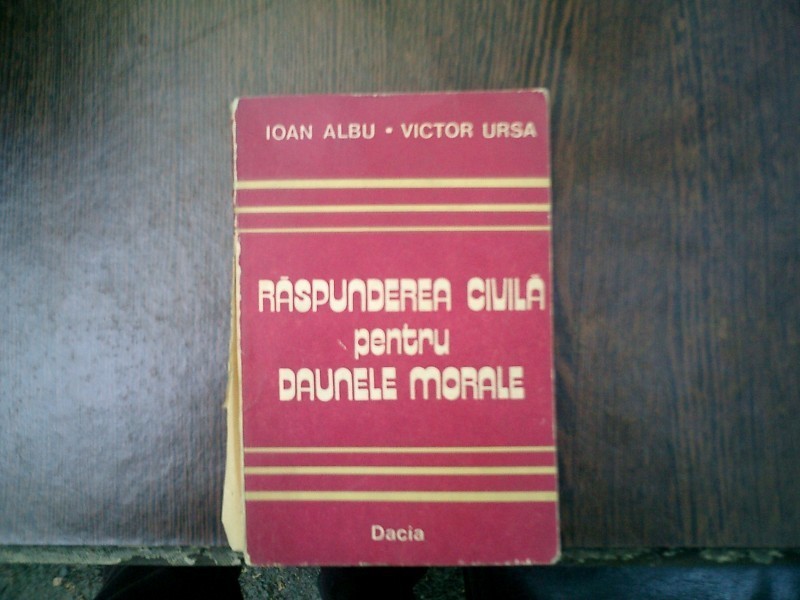 IOAN ALBU • VICTOR URSA
RĂSPUNDEREA CIVILĂ
pentru
DAUNELE MORALE
Dacia